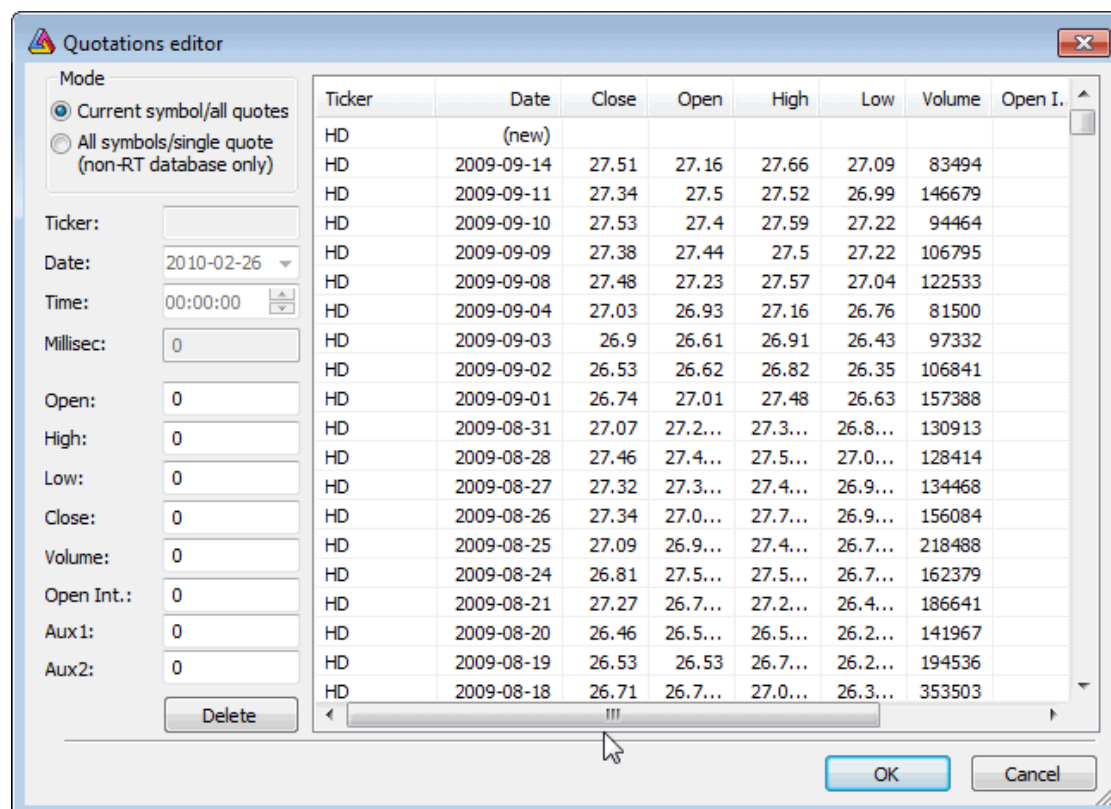 Quotations editor
Mode
Current symbol/all quotes
All symbols/single quote
(non-RT database only)
Ticker:
Date: 2010-02-26
Time: 00:00:00
Millisec: 0
Open: 0
High: 0
Low: 0
Close: 0
Volume: 0
Open Int.: 0
Aux1: 0
Aux2: 0
Delete
Ticker Date Close Open High Low Volume Open I...
HD (new)
HD 2009-09-14 27.51 27.16 27.66 27.09 83494
HD 2009-09-11 27.34 27.5 27.52 26.99 146679
HD 2009-09-10 27.53 27.4 27.59 27.22 94464
HD 2009-09-09 27.38 27.44 27.5 27.22 106795
HD 2009-09-08 27.48 27.23 27.57 27.04 122533
HD 2009-09-04 27.03 26.93 27.16 26.76 81500
HD 2009-09-03 26.9 26.61 26.91 26.43 97332
HD 2009-09-02 26.53 26.62 26.82 26.35 106841
HD 2009-09-01 26.74 27.01 27.48 26.63 157388
HD 2009-08-31 27.07 27.2... 27.3... 26.8... 130913
HD 2009-08-28 27.46 27.4... 27.5... 27.0... 128414
HD 2009-08-27 27.32 27.3... 27.4... 26.9... 134468
HD 2009-08-26 27.34 27.0... 27.7... 26.9... 156084
HD 2009-08-25 27.09 26.9... 27.4... 26.7... 218488
HD 2009-08-24 26.81 27.5... 27.5... 26.7... 162379
HD 2009-08-21 27.27 26.7... 27.2... 26.4... 186641
HD 2009-08-20 26.46 26.5... 26.5... 26.2... 141967
HD 2009-08-19 26.53 26.53 26.7... 26.2... 194536
HD 2009-08-18 26.71 26.7... 27.0... 26.3... 353503
OK Cancel